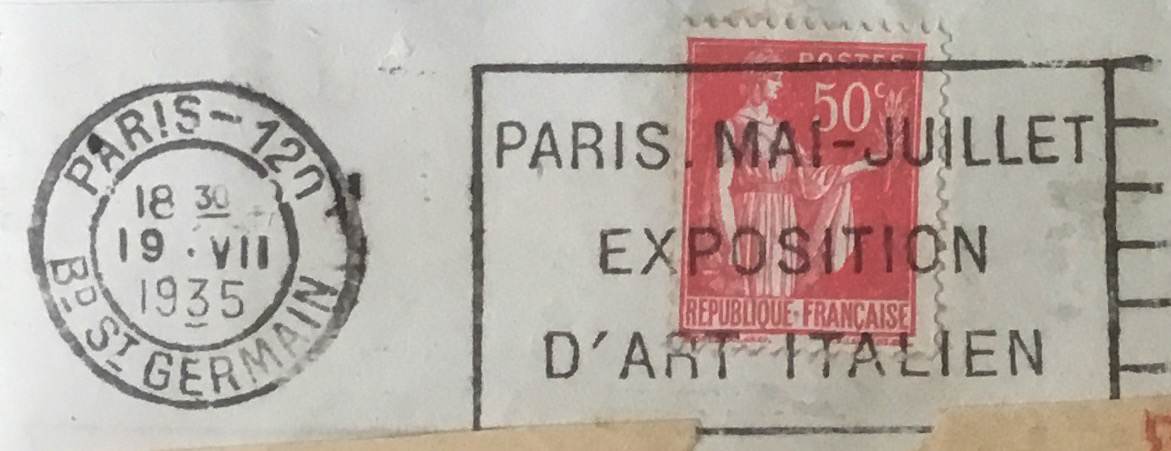 PARIS-120
18 30
19 · VII
1935
BD ST GERMAIN
POSTES
50c
REPUBLIQUE·FRANÇAISE
PARIS. MAI-JUILLET
EXPOSITION
D'ART ITALIEN